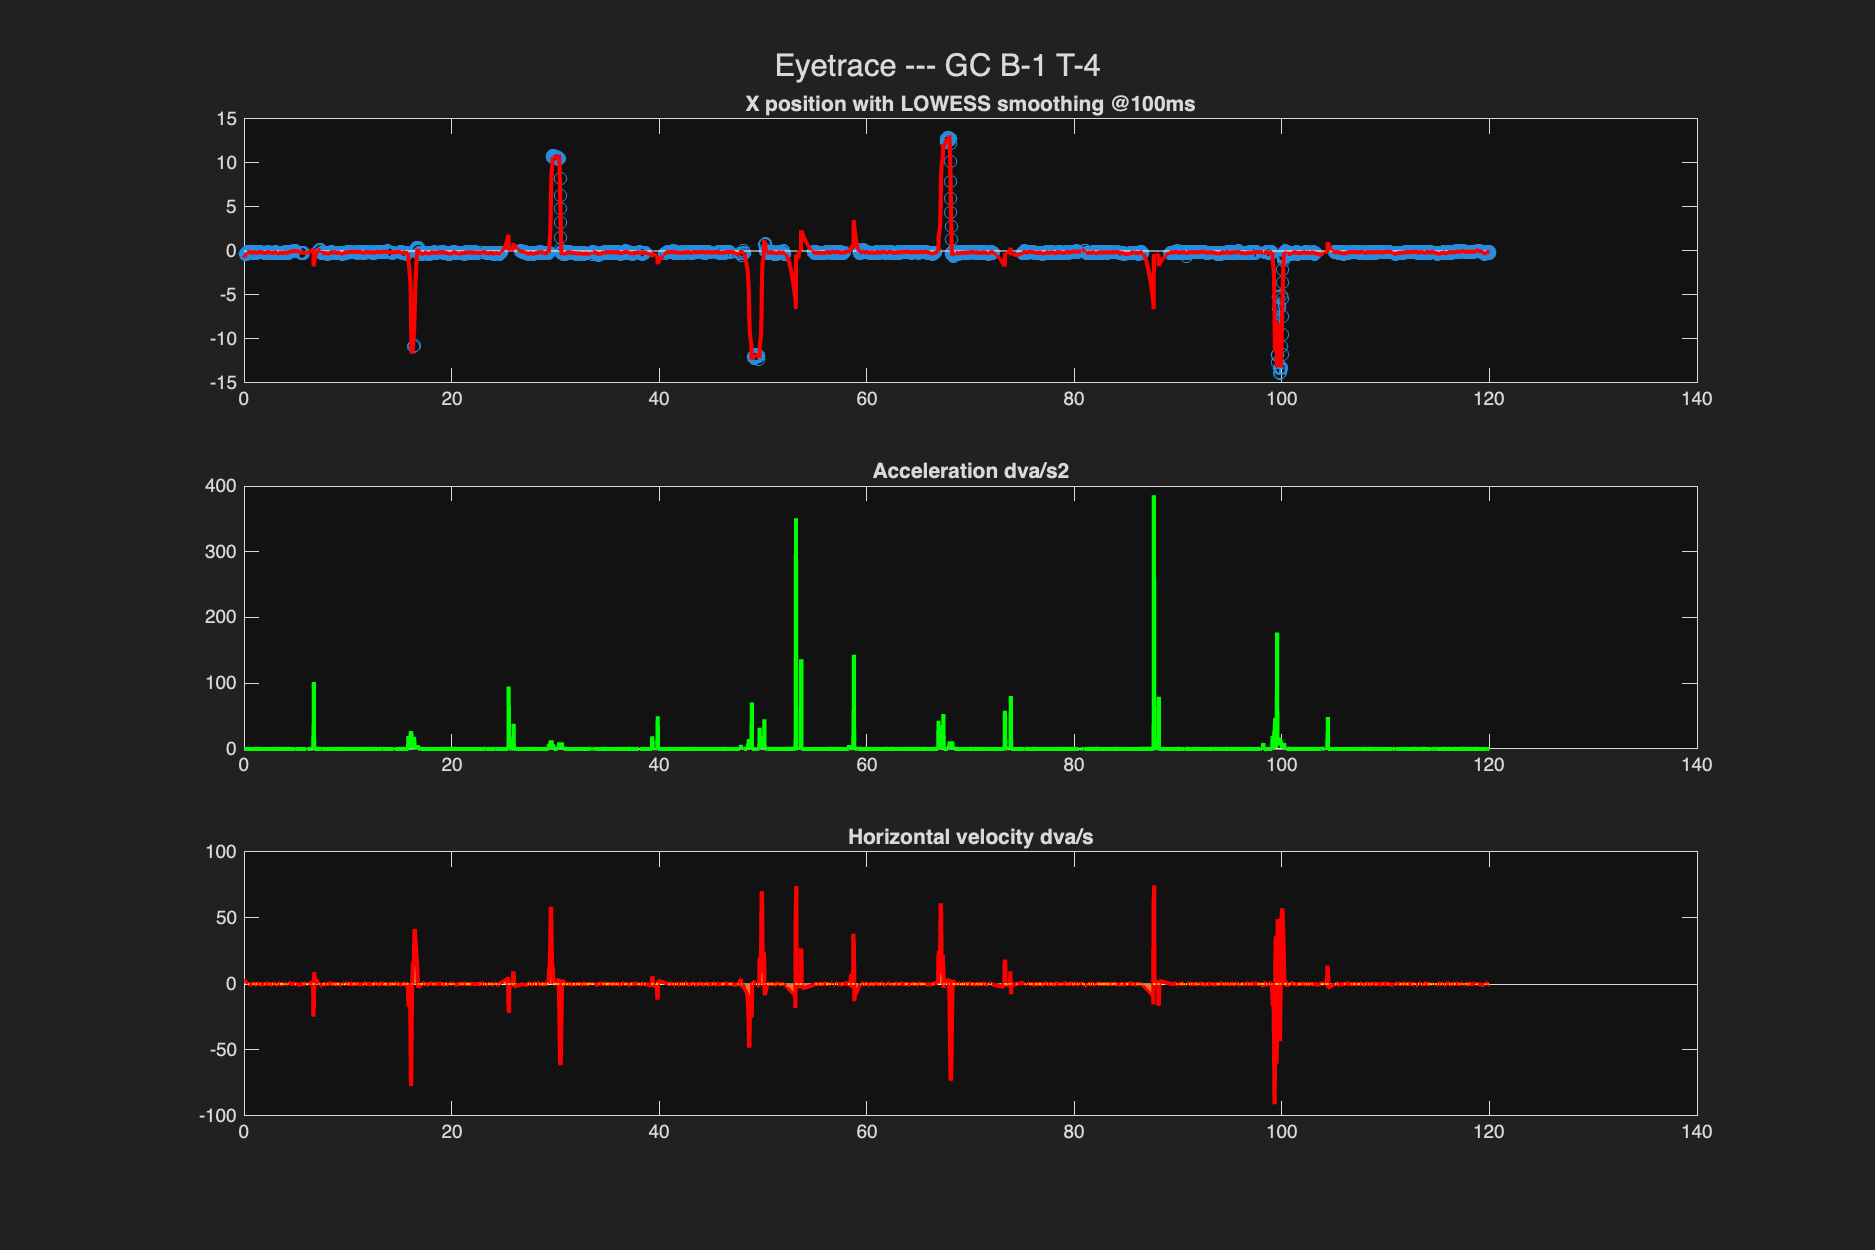 Eyetrace --- GC B-1 T-4
X position with LOWESS smoothing @100ms
15
10
5
0
-5
-10
-15
0 20 40 60 80 100 120 140
Acceleration dva/s2
400
300
200
100
0
0 20 40 60 80 100 120 140
Horizontal velocity dva/s
100
50
0
-50
-100
0 20 40 60 80 100 120 140